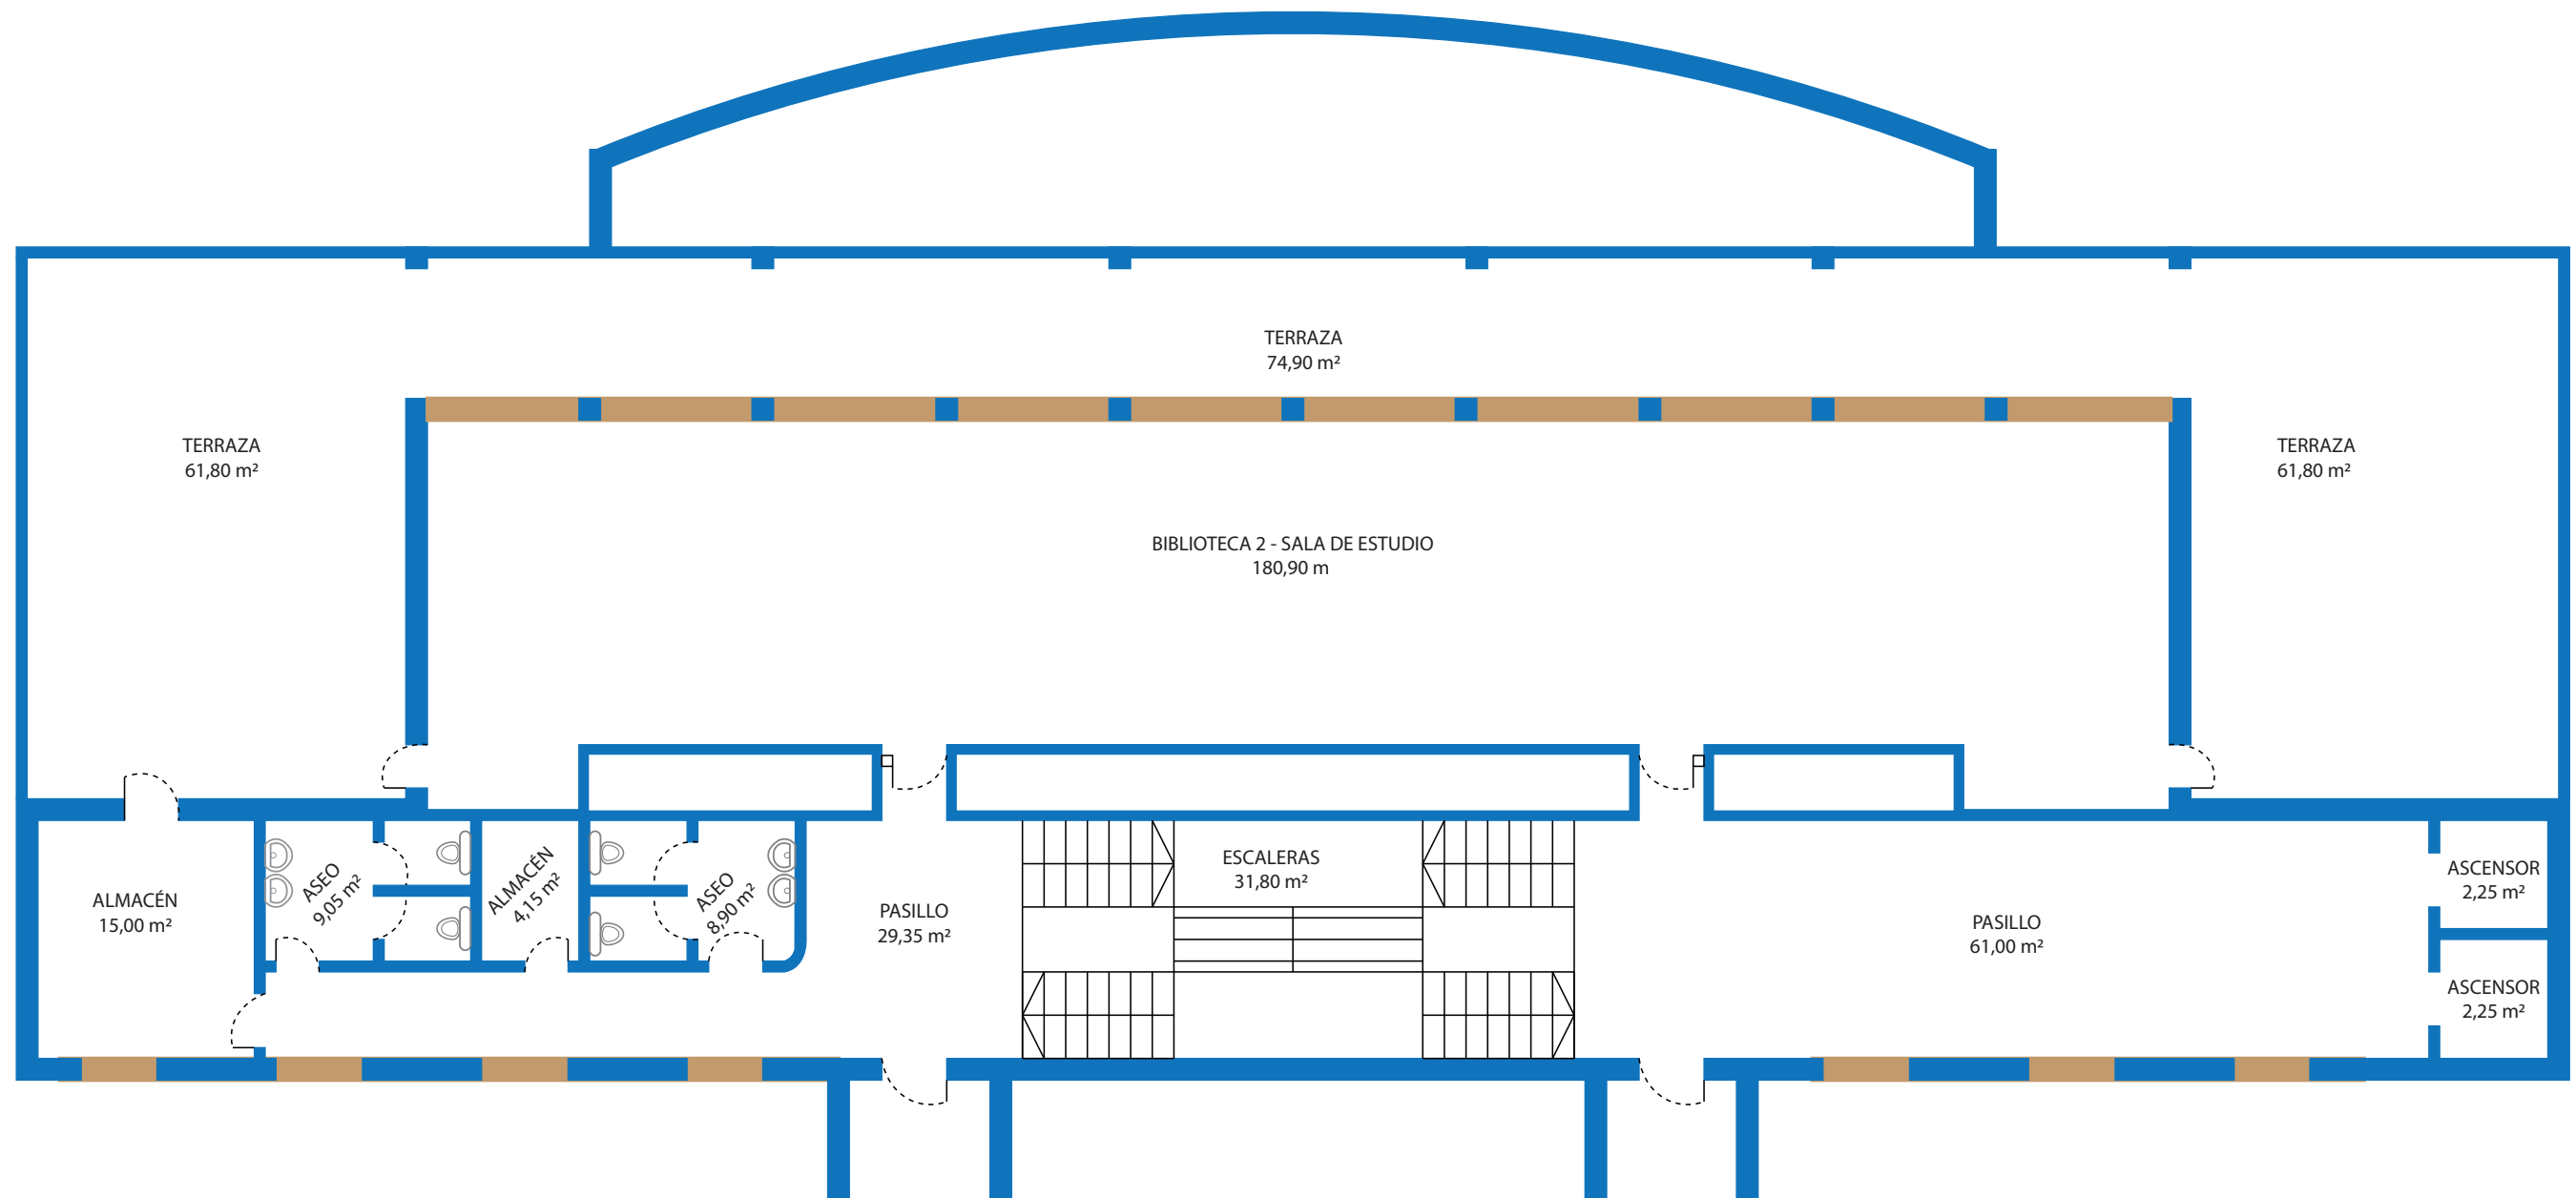 TERRAZA
74,90 m²
TERRAZA
61,80 m²
TERRAZA
61,80 m²
BIBLIOTECA 2 - SALA DE ESTUDIO
180,90 m
ALMACÉN
15,00 m²
ASEO
9,05 m²
ALMACÉN
4,15 m²
ASEO
8,90 m²
PASILLO
29,35 m²
ESCALERAS
31,80 m²
PASILLO
61,00 m²
ASCENSOR
2,25 m²
ASCENSOR
2,25 m²